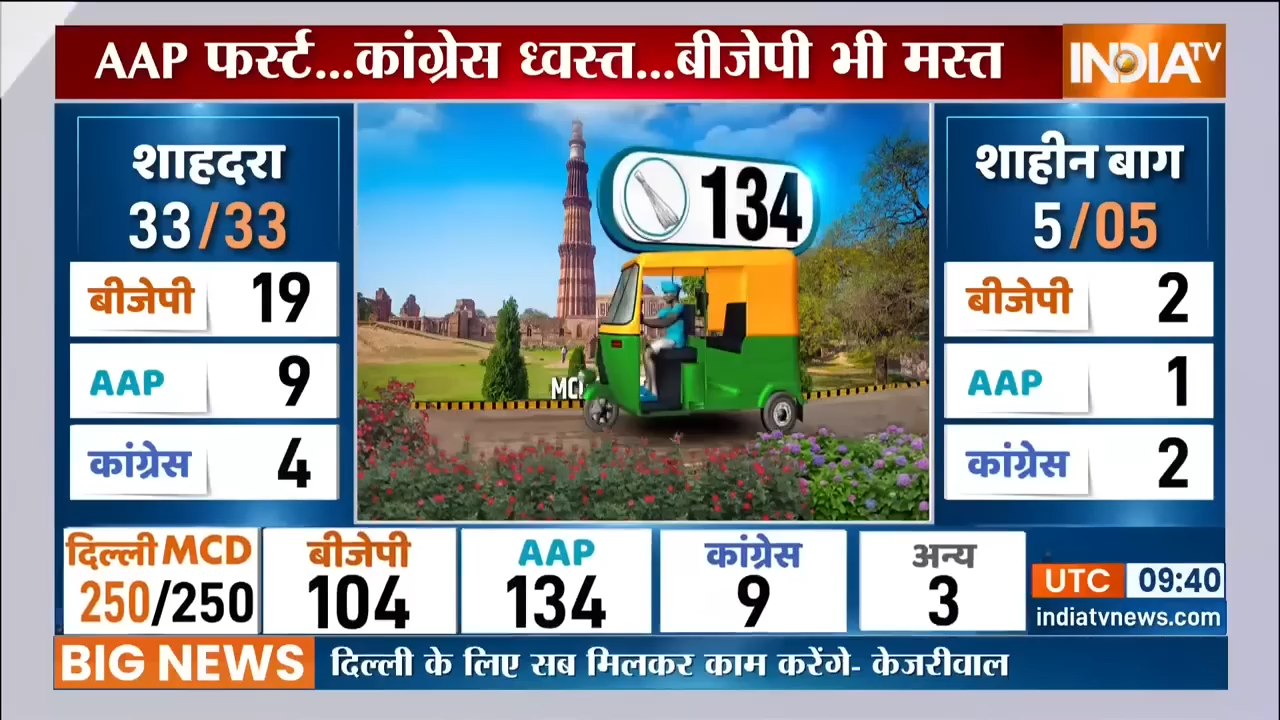 AAP फर्स्ट...कांग्रेस ध्वस्त...बीजेपी भी मस्त
INDIA TV
शाहदरा
33/33
बीजेपी 19
AAP 9
कांग्रेस 4
134
शाहीन बाग
5/05
बीजेपी 2
AAP 1
कांग्रेस 2
दिल्ली MCD
250/250
बीजेपी
104
AAP
134
कांग्रेस
9
अन्य
3
UTC 09:40
indiatvnews.com
BIG NEWS दिल्ली के लिए सब मिलकर काम करेंगे- केजरीवाल